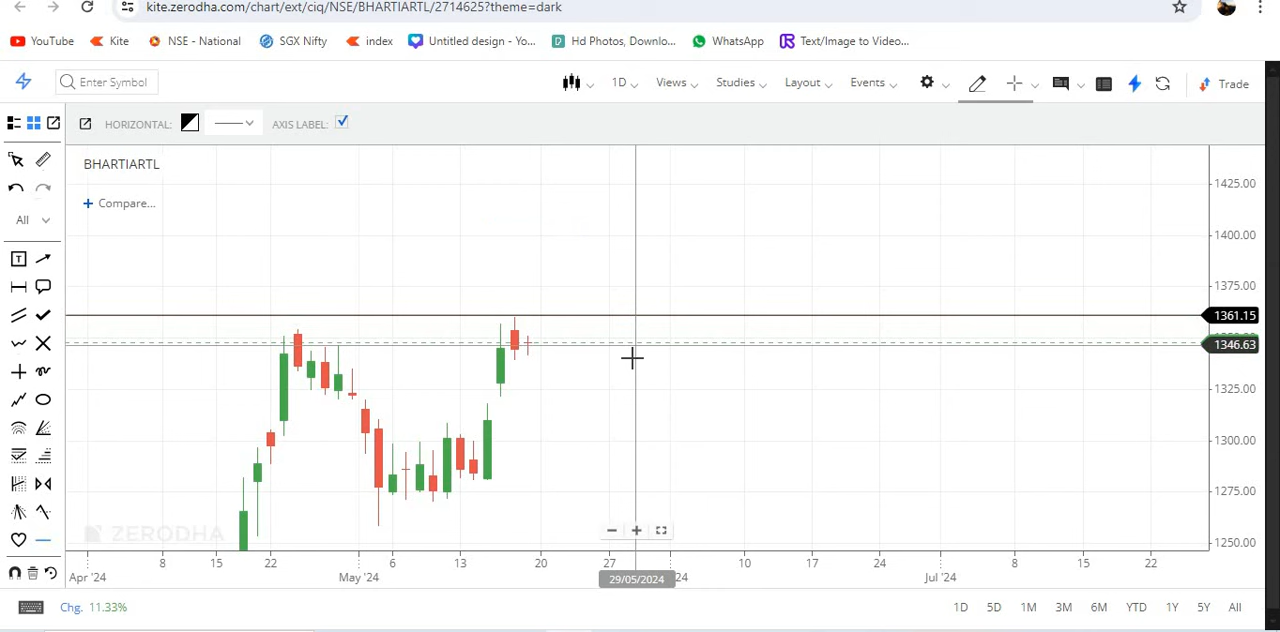 kite.zerodha.com/chart/ext/ciq/NSE/BHARTIARTL/2714625?theme=dark
YouTube Kite NSE - National SGX Nifty index Untitled design - Yo... Hd Photos, Downlo... WhatsApp Text/Image to Video...
Enter Symbol 1D Views Studies Layout Events Trade
HORIZONTAL: AXIS LABEL:
BHARTIARTL
Compare...
All
T
1425.00
1400.00
1375.00
1361.15
1346.63
1325.00
1300.00
1275.00
1250.00
ZERODHA
8 15 22 6 13 20 27 10 17 24 8 15 22
Apr '24 May '24 29/05/2024 24 Jul '24
Chg. 11.33% 1D 5D 1M 3M 6M YTD 1Y 5Y All